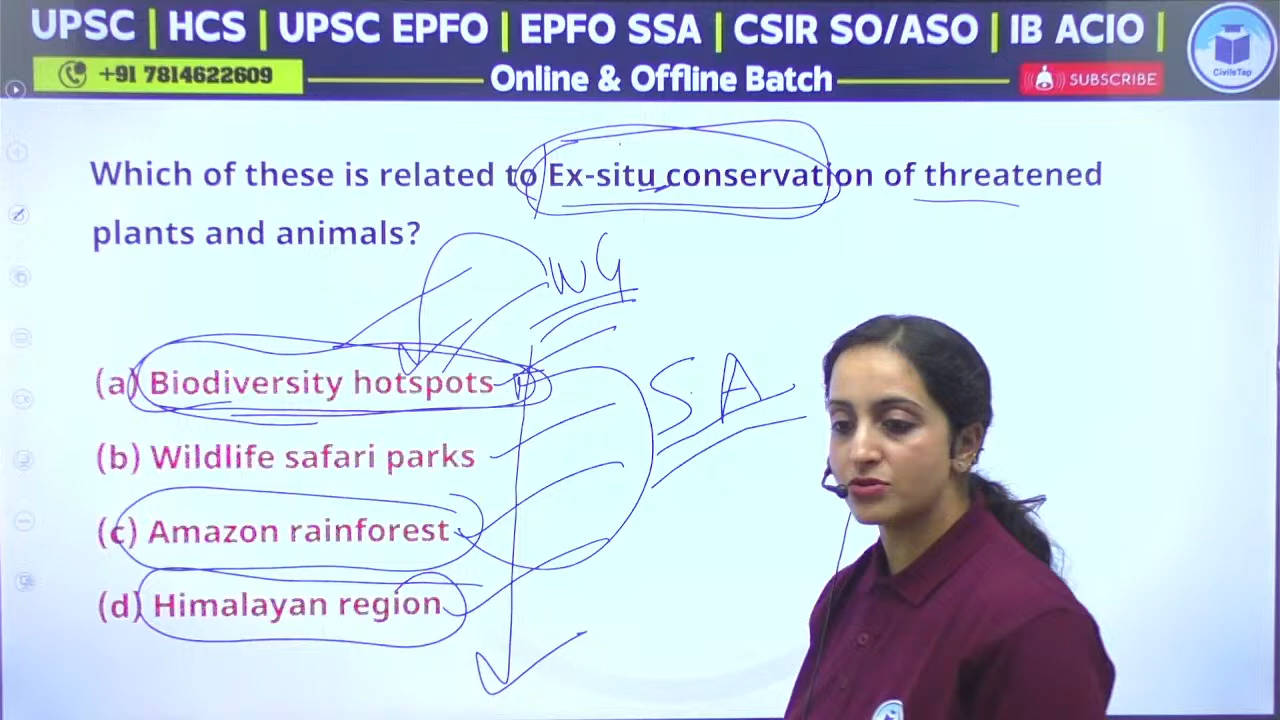 UPSC | HCS | UPSC EPFO | EPFO SSA | CSIR SO/ASO | IB ACIO |
+91 7814622609
Online & Offline Batch
SUBSCRIBE
CivilsTap
Which of these is related to Ex-situ conservation of threatened
plants and animals?
WG
(a) Biodiversity hotspots
SA
(b) Wildlife safari parks
(c) Amazon rainforest
(d) Himalayan region